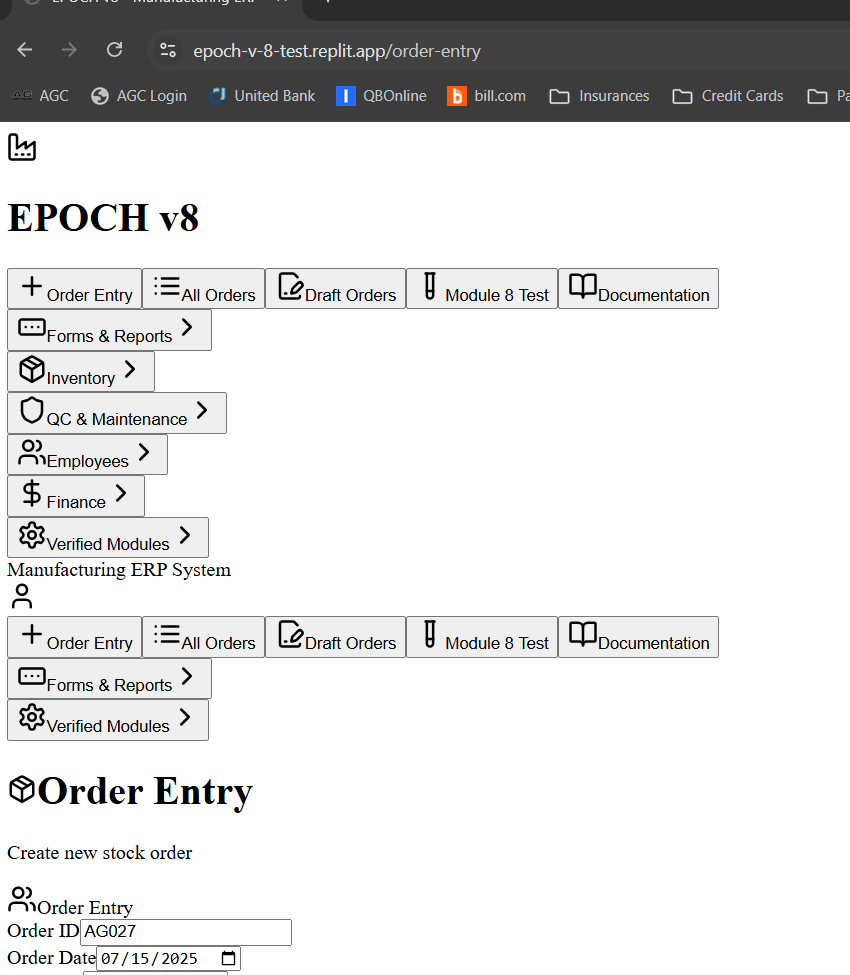 epoch-v-8-test.replit.app/order-entry
AGC AGC Login United Bank QBOnline bill.com Insurances Credit Cards
EPOCH v8
Order Entry All Orders Draft Orders Module 8 Test Documentation
Forms & Reports
Inventory
QC & Maintenance
Employees
Finance
Verified Modules
Manufacturing ERP System
Order Entry All Orders Draft Orders Module 8 Test Documentation
Forms & Reports
Verified Modules
Order Entry
Create new stock order
Order Entry
Order ID AG027
Order Date 07/15/2025